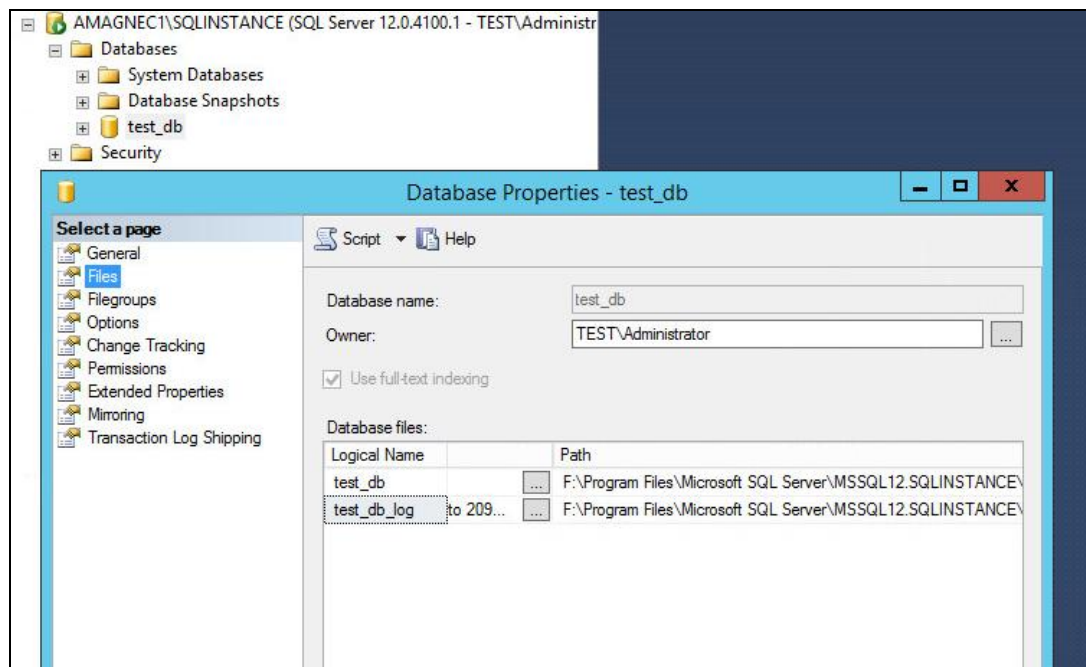 AMAGNEC1\SQLINSTANCE (SQL Server 12.0.4100.1 - TEST\Administr
Databases
System Databases
Database Snapshots
test_db
Security
Database Properties - test_db
Select a page
General
Files
Filegroups
Options
Change Tracking
Permissions
Extended Properties
Mirroring
Transaction Log Shipping
Script Help
Database name: test_db
Owner: TEST\Administrator ...
Use full-text indexing
Database files:
Logical Name Path
test_db ... F:\Program Files\Microsoft SQL Server\MSSQL12.SQLINSTANCE\
test_db_log to 209... ... F:\Program Files\Microsoft SQL Server\MSSQL12.SQLINSTANCE\